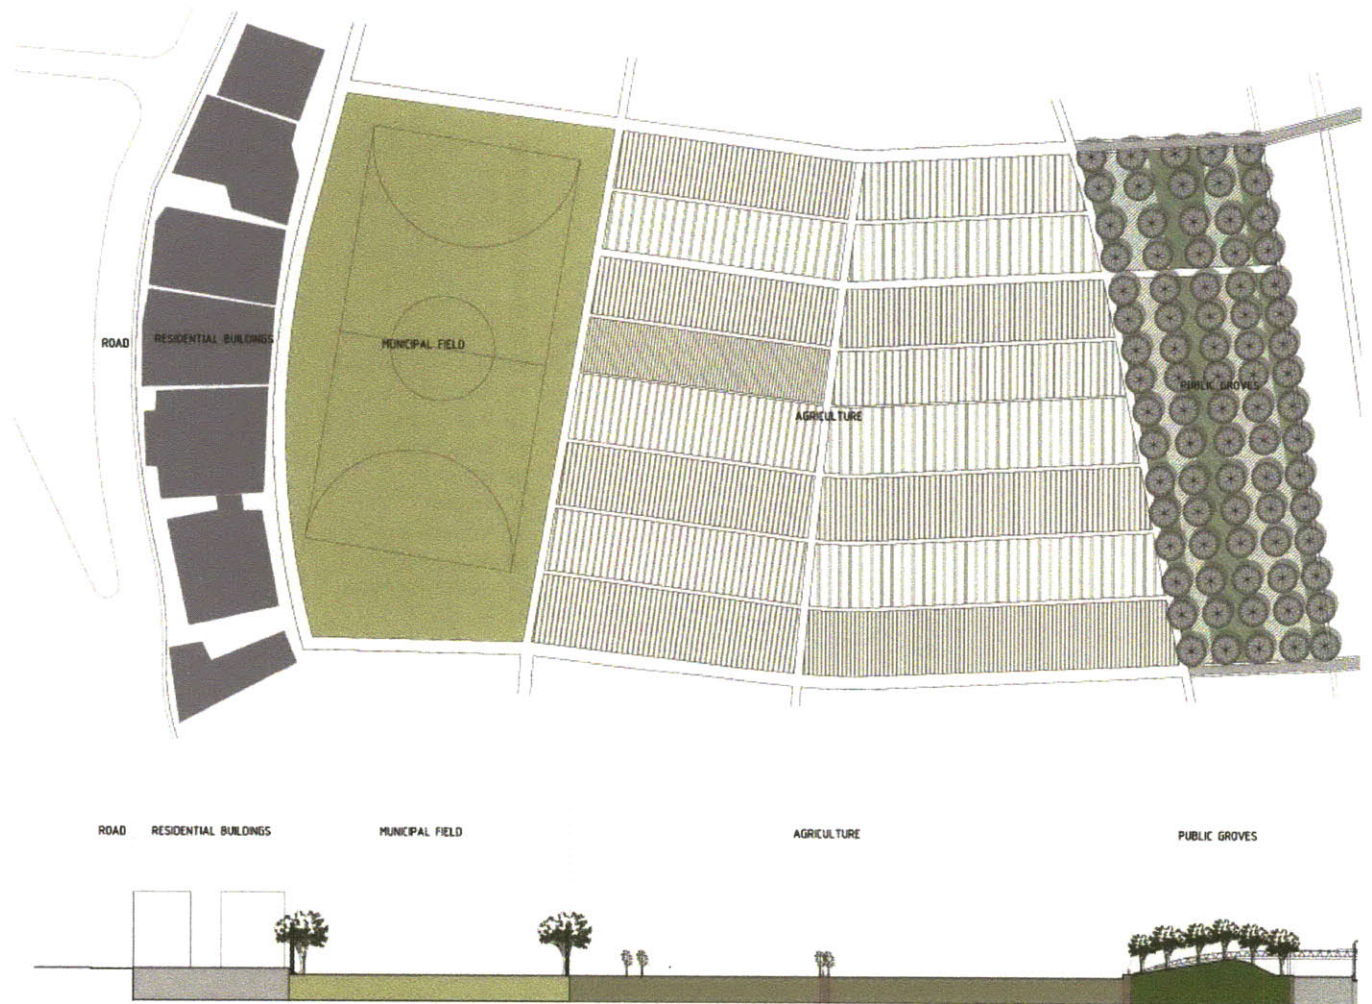 ROAD
RESIDENTIAL BUILDINGS
MUNICIPAL FIELD
AGRICULTURE
PUBLIC GROVES
ROAD RESIDENTIAL BUILDINGS MUNICIPAL FIELD AGRICULTURE PUBLIC GROVES